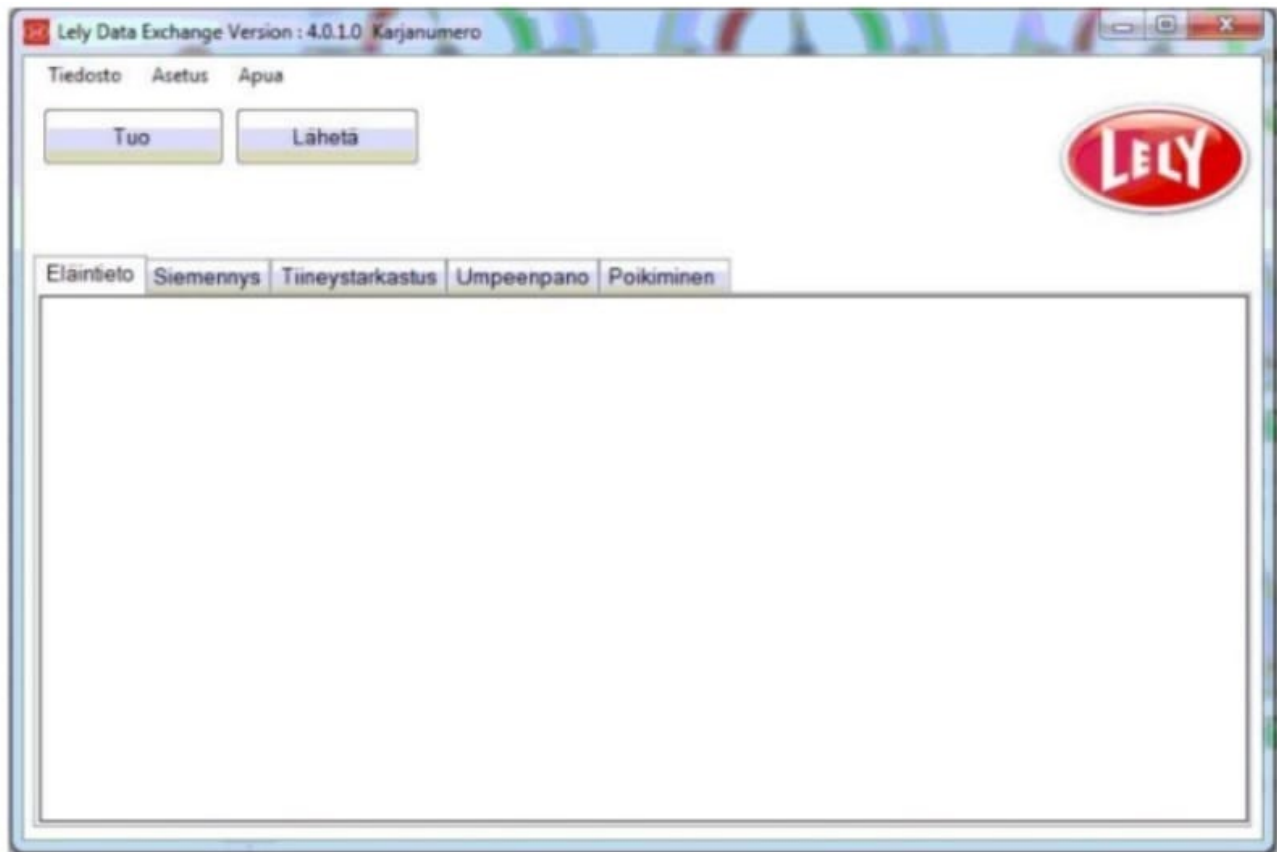 Lely Data Exchange Version : 4.0.1.0 Karjanumero
Tiedosto Asetus Apua
Tuo Lähetä
LELY
Eläintieto Siemennys Tiineystarkastus Umpeenpano Poikiminen